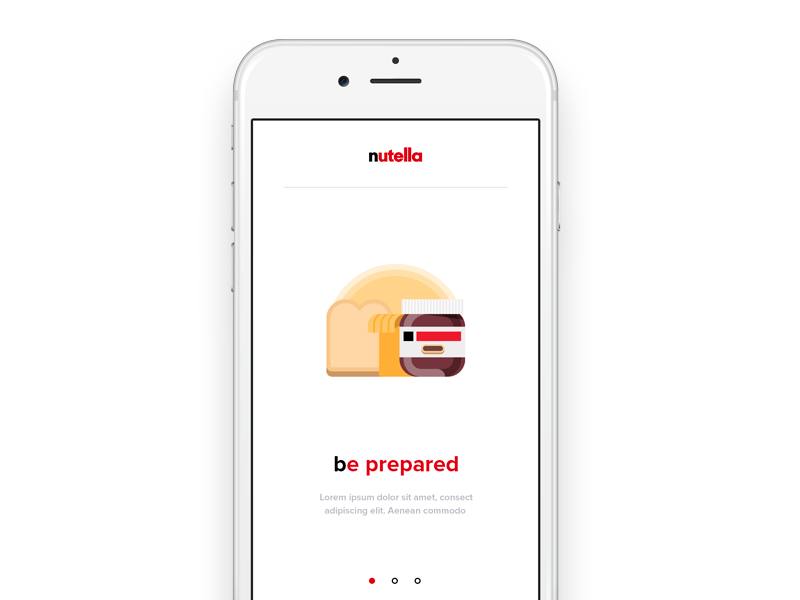 nutella
be prepared
Lorem ipsum dolor sit amet, consect
adipiscing elit. Aenean commodo